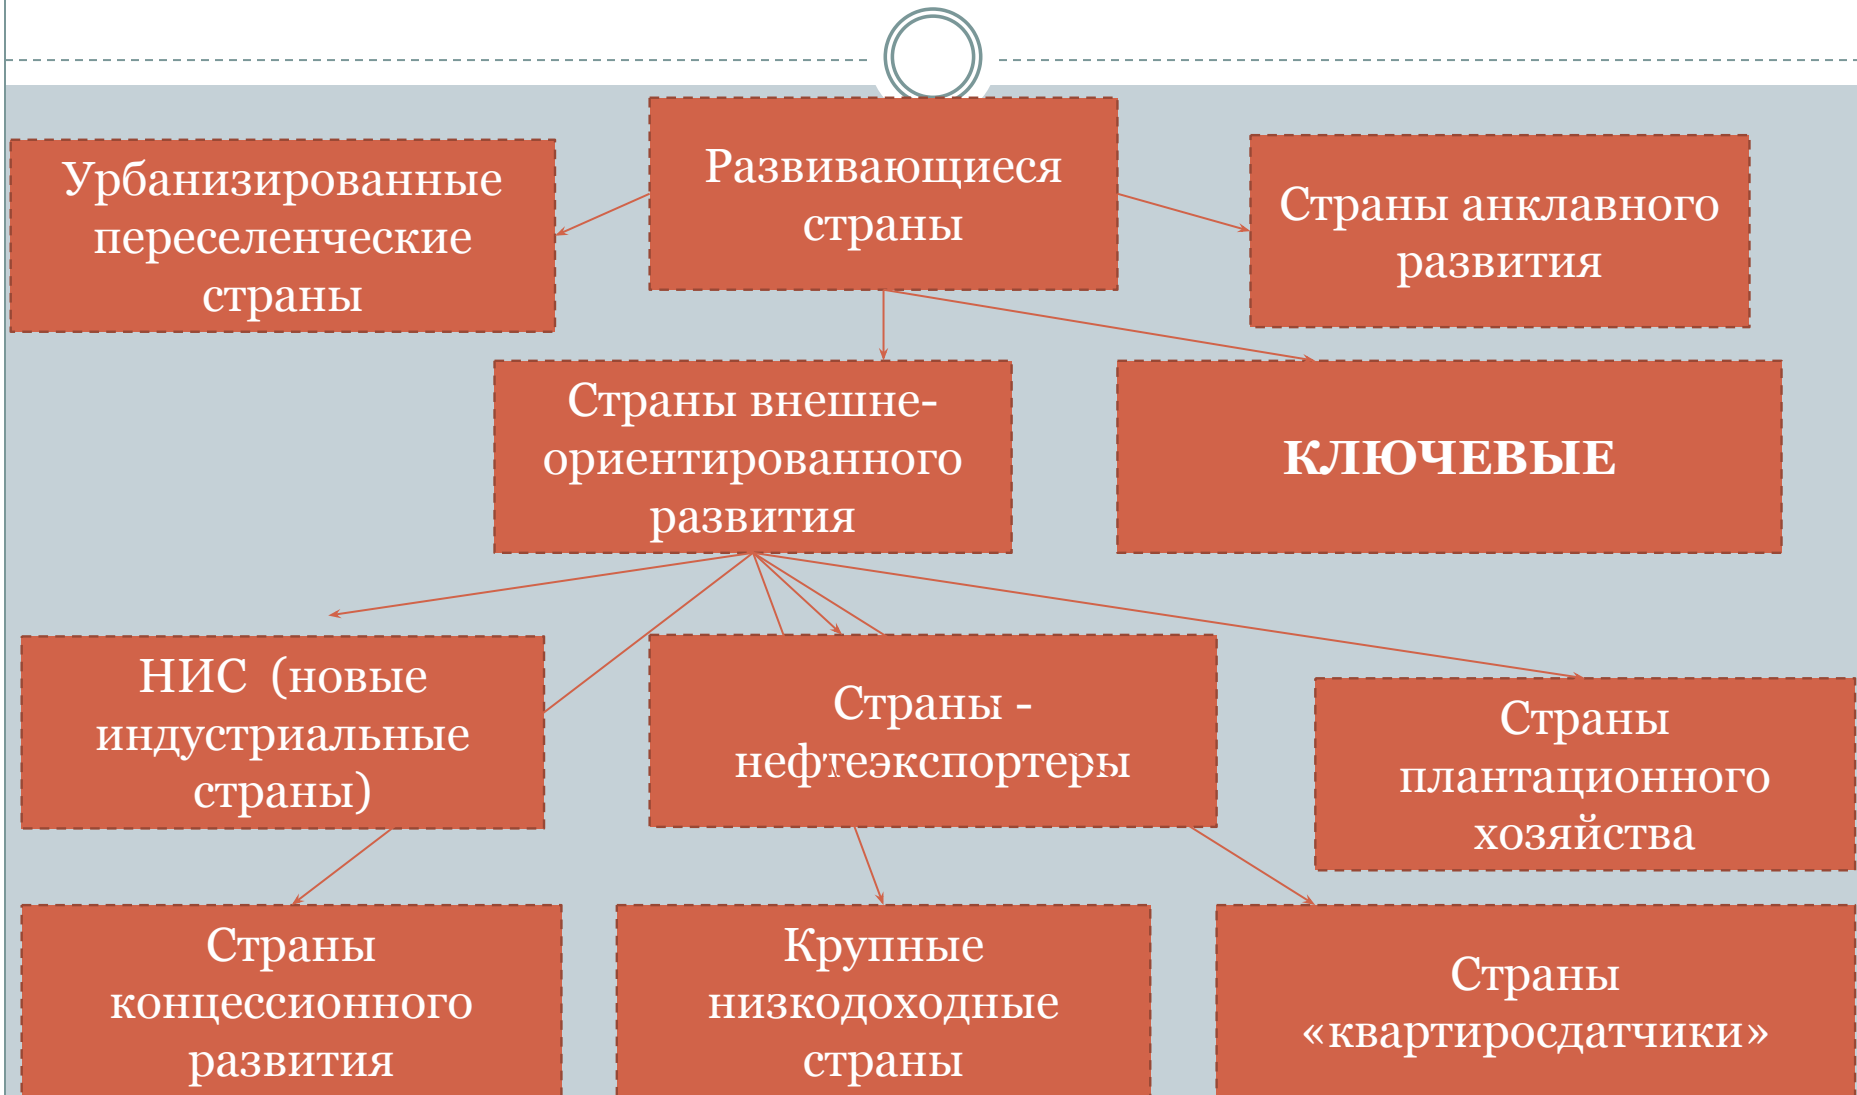 Развивающиеся
страны
Урбанизированные
переселенческие
страны
Страны анклавного
развития
Страны внешне-
ориентированного
развития
КЛЮЧЕВЫЕ
НИС (новые
индустриальные
страны)
Страны -
нефтеэкспортеры
Страны
плантационного
хозяйства
Страны
концессионного
развития
Крупные
низкодоходные
страны
Страны
«квартиросдатчики»